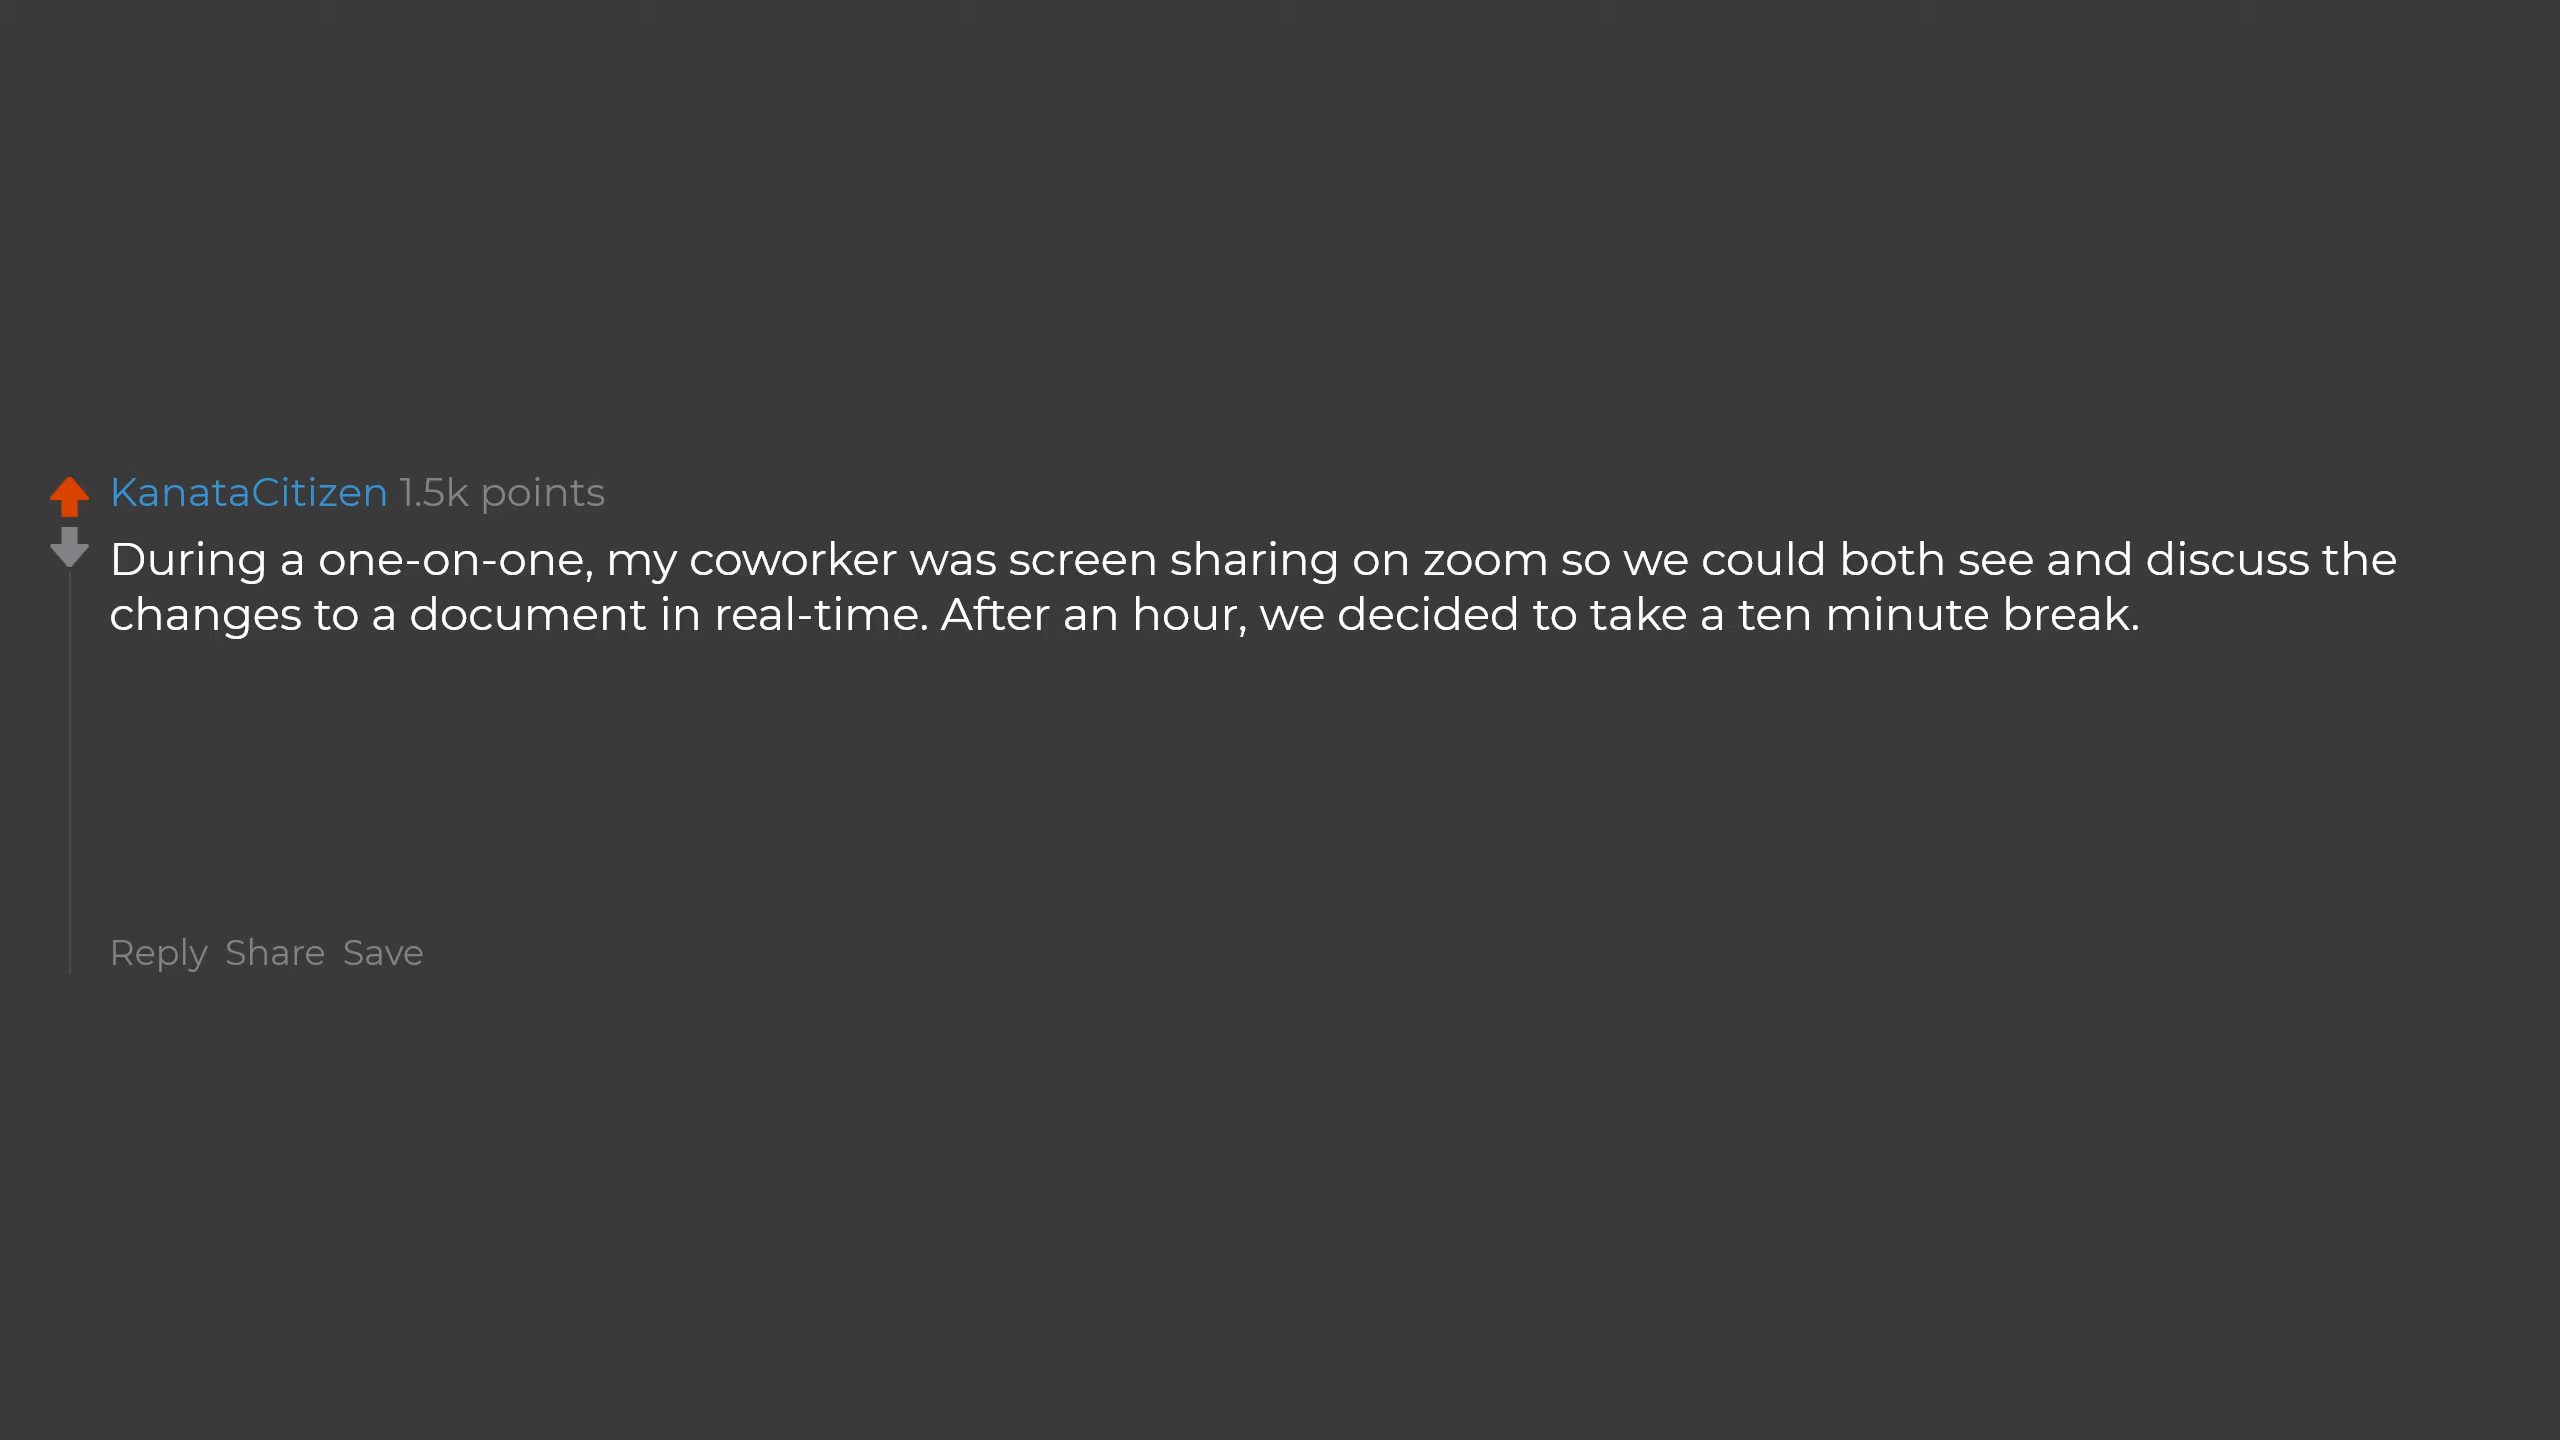 KanataCitizen 1.5k points
During a one-on-one, my coworker was screen sharing on zoom so we could both see and discuss the
changes to a document in real-time. After an hour, we decided to take a ten minute break.
Reply Share Save